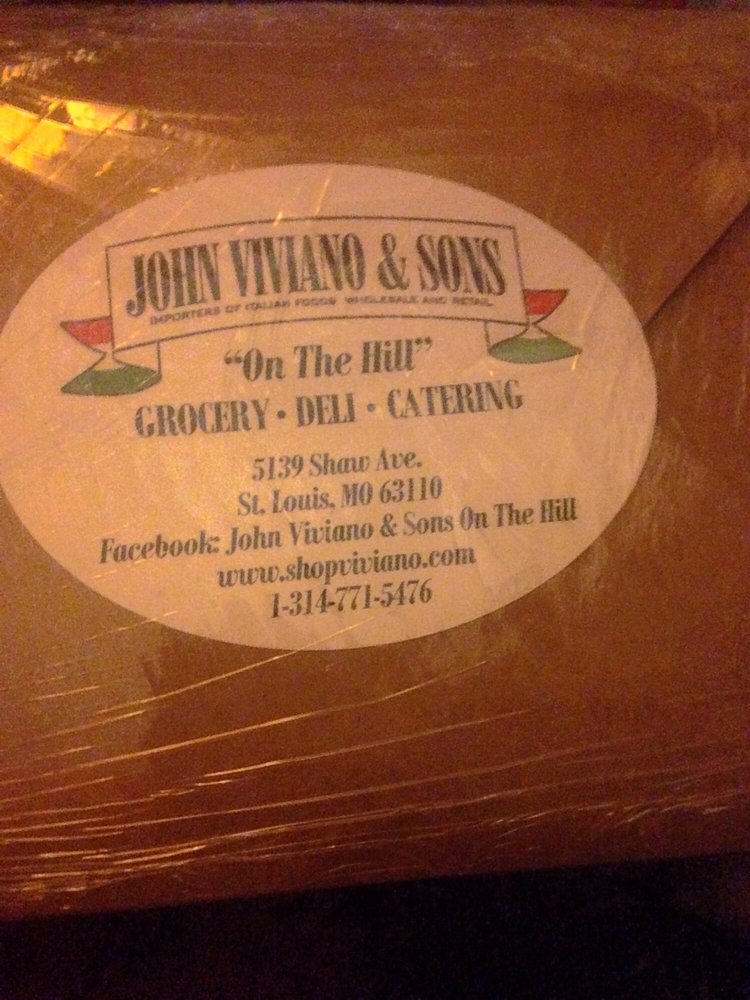 JOHN VIVIANO & SONS
IMPORTERS OF ITALIAN FOODS WHOLESALE AND RETAIL
"On The Hill"
GROCERY • DELI • CATERING
5139 Shaw Ave.
St. Louis, MO 63110
Facebook: John Viviano & Sons On The Hill
www.shopviviano.com
1-314-771-5476